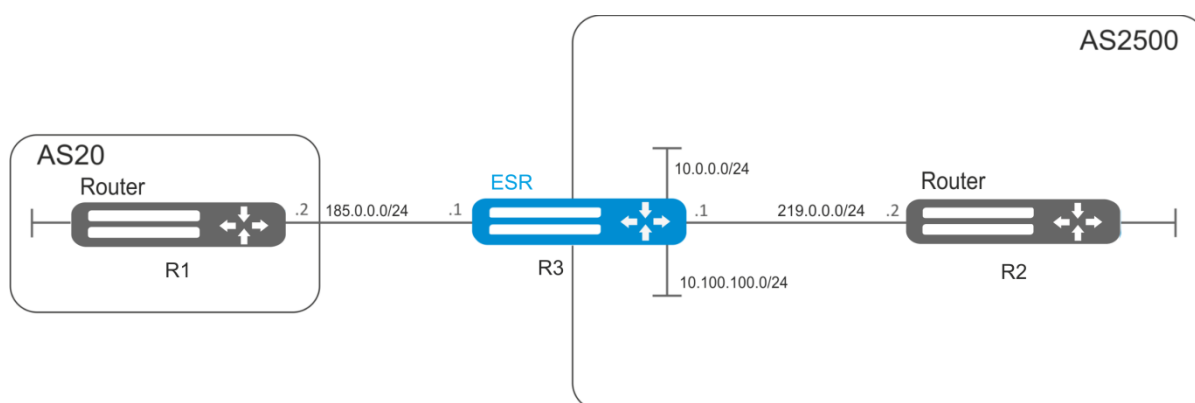 AS2500
AS20
Router
ESR
10.0.0.0/24
Router
.2
185.0.0.0/24
.1
.1
219.0.0.0/24
.2
R1
R3
10.100.100.0/24
R2